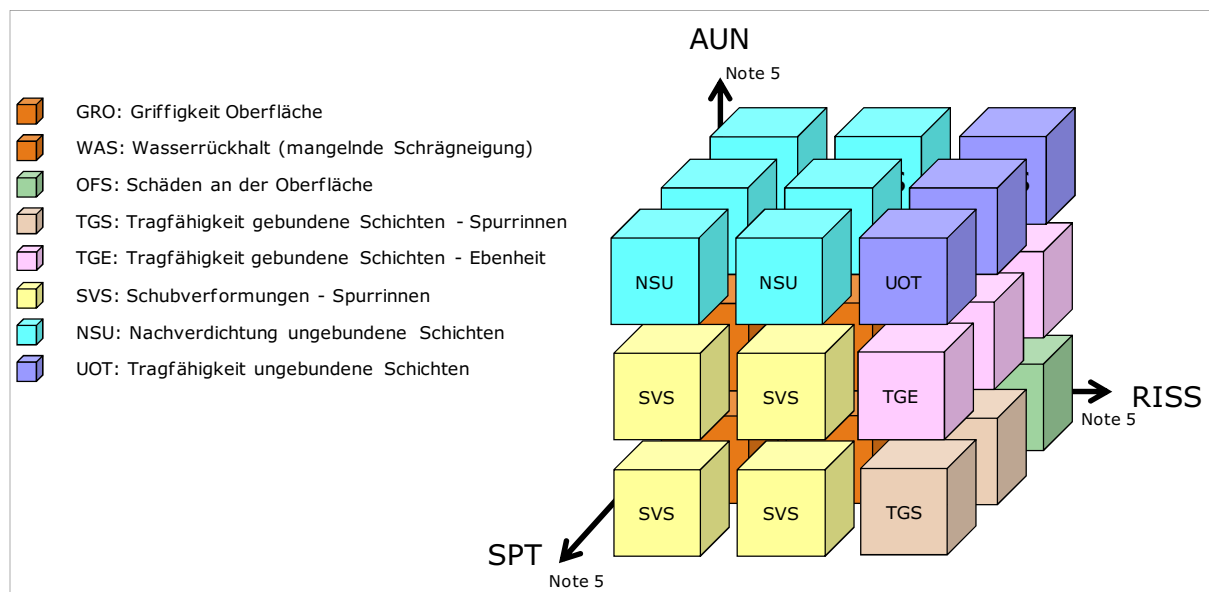 AUN
Note 5
GRO: Griffigkeit Oberfläche
WAS: Wasserrückhalt (mangelnde Schrägneigung)
OFS: Schäden an der Oberfläche
TGS: Tragfähigkeit gebundene Schichten - Spurrinnen
TGE: Tragfähigkeit gebundene Schichten - Ebenheit
SVS: Schubverformungen - Spurrinnen
NSU: Nachverdichtung ungebundene Schichten
UOT: Tragfähigkeit ungebundene Schichten
NSU NSU UOT
SVS SVS TGE
RISS
Note 5
SVS SVS TGS
SPT
Note 5